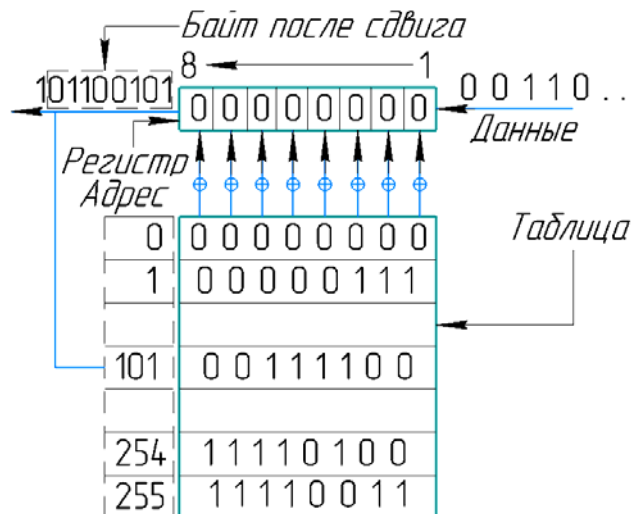 Байт после сдвига
101100101
8 1
0 0 0 0 0 0 0 0
0 0 1 1 0 . .
Данные
Регистр
Адрес
Таблица
0 0 0 0 0 0 0 0 0
1 0 0 0 0 0 1 1 1
101 0 0 1 1 1 1 0 0
254 1 1 1 1 0 1 0 0
255 1 1 1 1 0 0 1 1